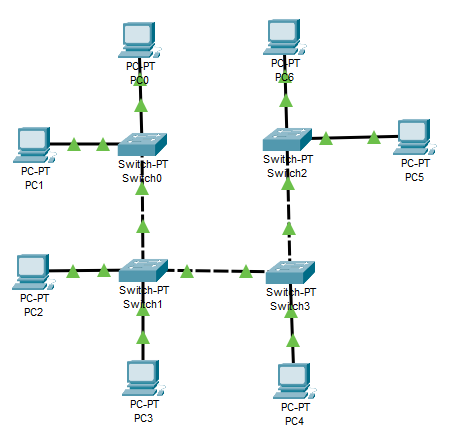 PC-PT
PC0
PC-PT
PC6
PC-PT
PC1
Switch-PT
Switch0
Switch-PT
Switch2
PC-PT
PC5
PC-PT
PC2
Switch-PT
Switch1
Switch-PT
Switch3
PC-PT
PC3
PC-PT
PC4